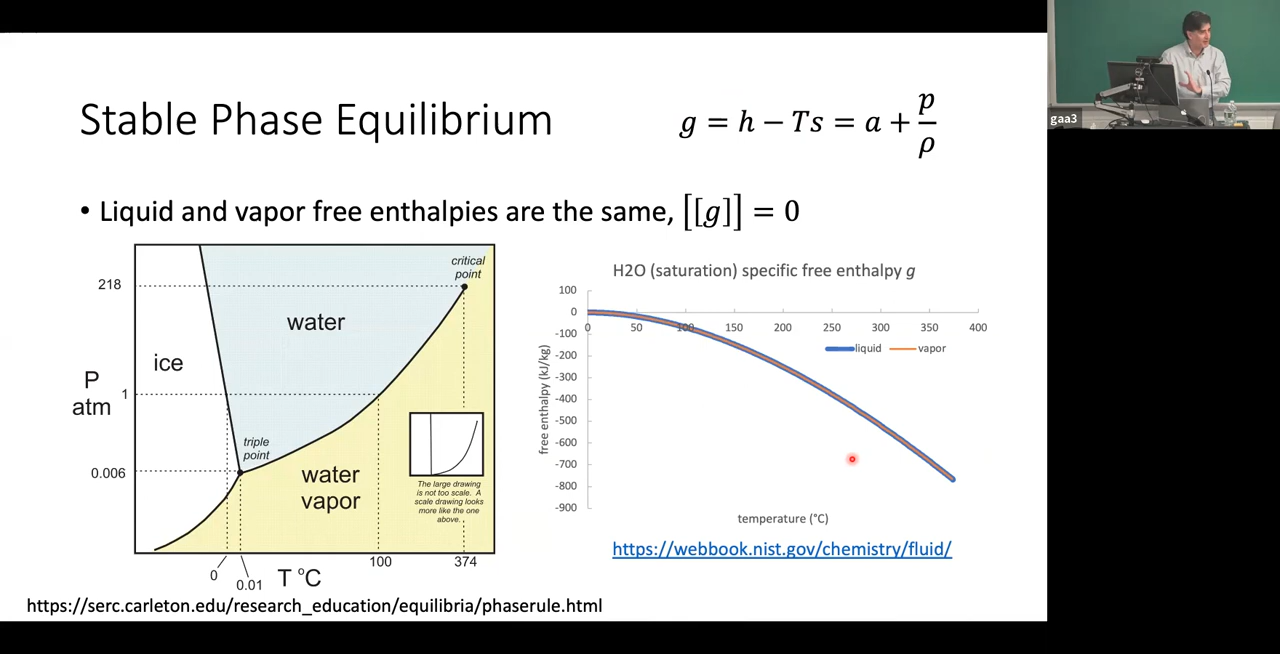 Stable Phase Equilibrium
g = h − Ts = a + p/ρ
gaa3
• Liquid and vapor free enthalpies are the same, [[g]] = 0
218
1
0.006
P
atm
ice
water
critical
point
triple
point
water
vapor
The large drawing
is not too scale. A
scale drawing looks
more like the one
above.
0
0.01
T °C
100
374
H2O (saturation) specific free enthalpy g
free enthalpy (kJ/kg)
100
0
-100
-200
-300
-400
-500
-600
-700
-800
-900
0 50 100 150 200 250 300 350 400
liquid vapor
temperature (°C)
https://webbook.nist.gov/chemistry/fluid/
https://serc.carleton.edu/research_education/equilibria/phaserule.html